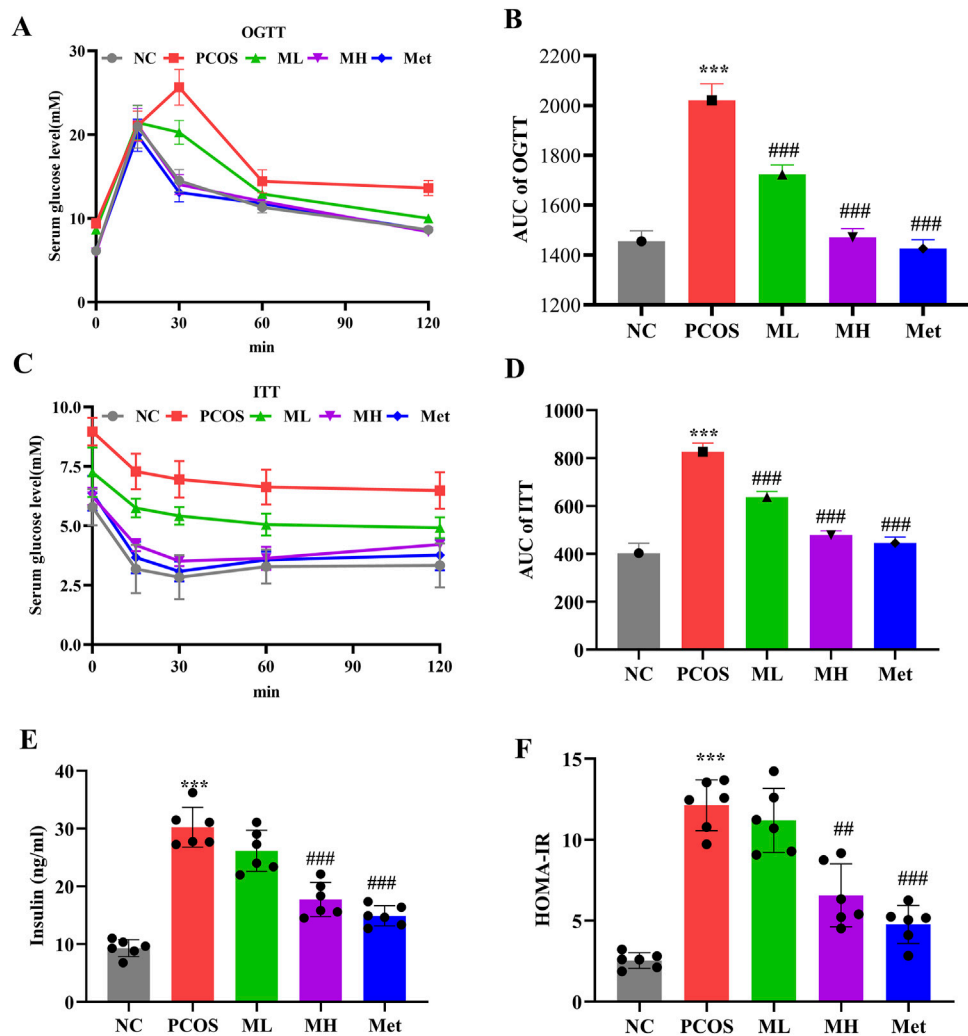 A
OGTT
NC PCOS ML MH Met
Serum glucose level(mM)
30
20
10
0
0 30 60 90 120
min
B
***
###
###
###
AUC of OGTT
2200
2000
1800
1600
1400
1200
NC PCOS ML MH Met
C
ITT
NC PCOS ML MH Met
Serum glucose level(mM)
10.0
7.5
5.0
2.5
0.0
0 30 60 90 120
min
D
***
###
###
###
AUC of ITT
1000
800
600
400
200
0
NC PCOS ML MH Met
E
***
###
###
Insulin (ng/ml)
40
30
20
10
0
NC PCOS ML MH Met
F
***
##
###
HOMA-IR
15
10
5
0
NC PCOS ML MH Met